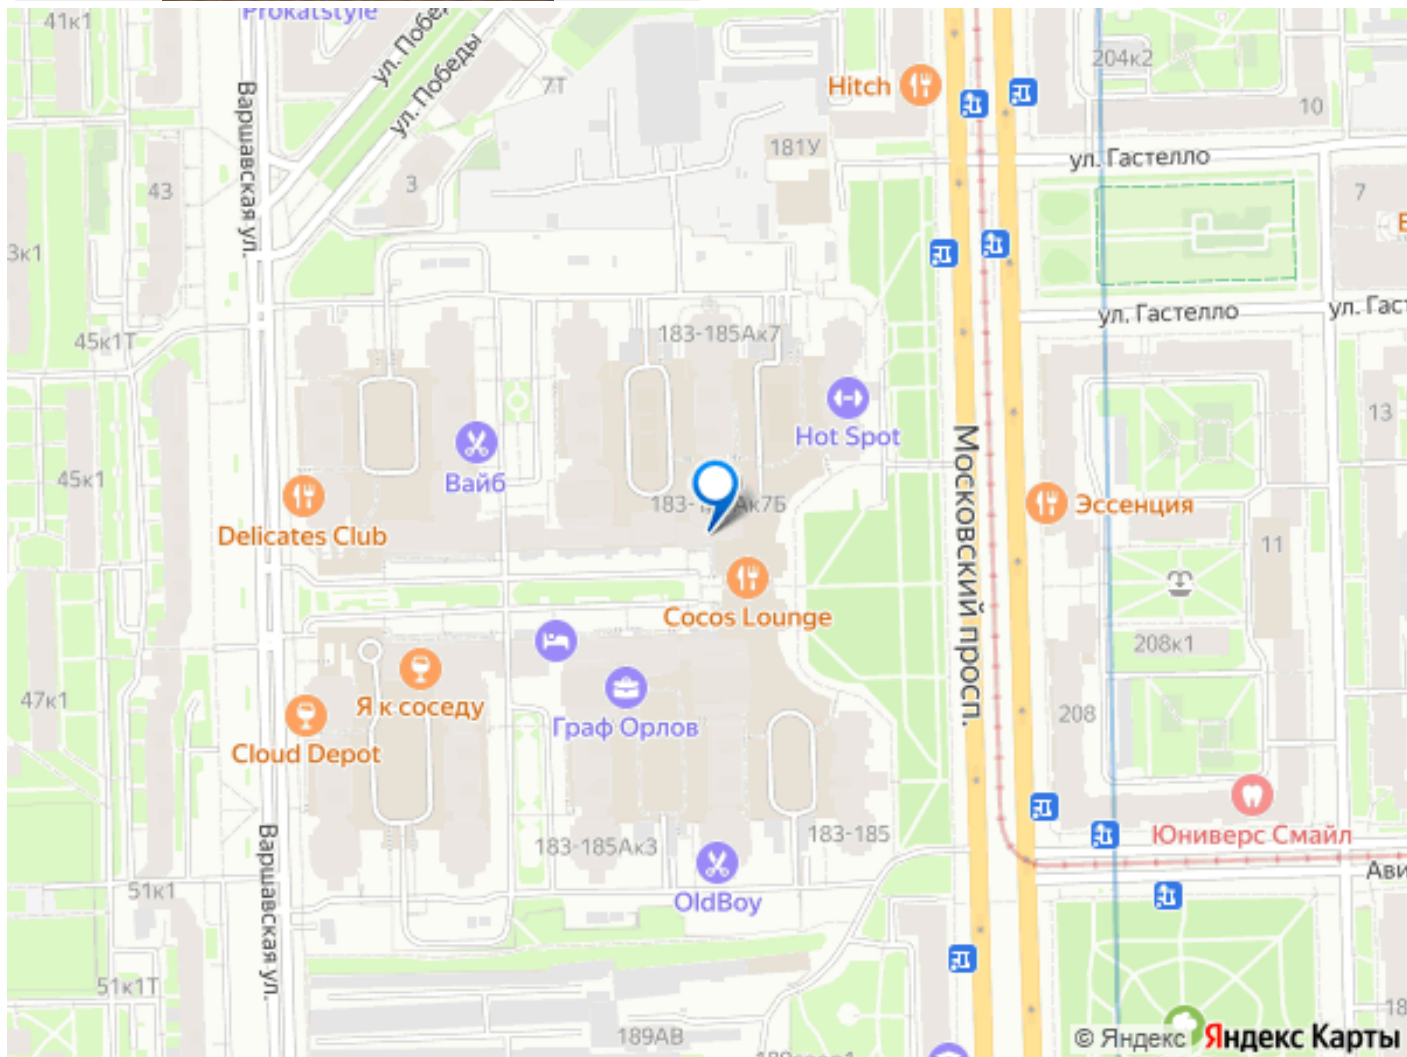 Prokatstyle
41к1
ул. Победы
ул. Победы
7Т
Hitch
204к2
10
Варшавская ул.
181У
ул. Гастелло
43
3
7
3к1
45к1Т
183-185Ак7
ул. Гастелло
ул. Гаст
13
Hot Spot
45к1
Вайб
Московский просп.
Эссенция
Delicates Club
11
Cocos Lounge
208к1
47к1
Я к соседу
208
Граф Орлов
Cloud Depot
183-185Ак3
183-185
Юниверс Смайл
Варшавская ул.
51к1
Ави
OldBoy
51к1Т
18
189АВ
© Яндекс Яндекс Карты